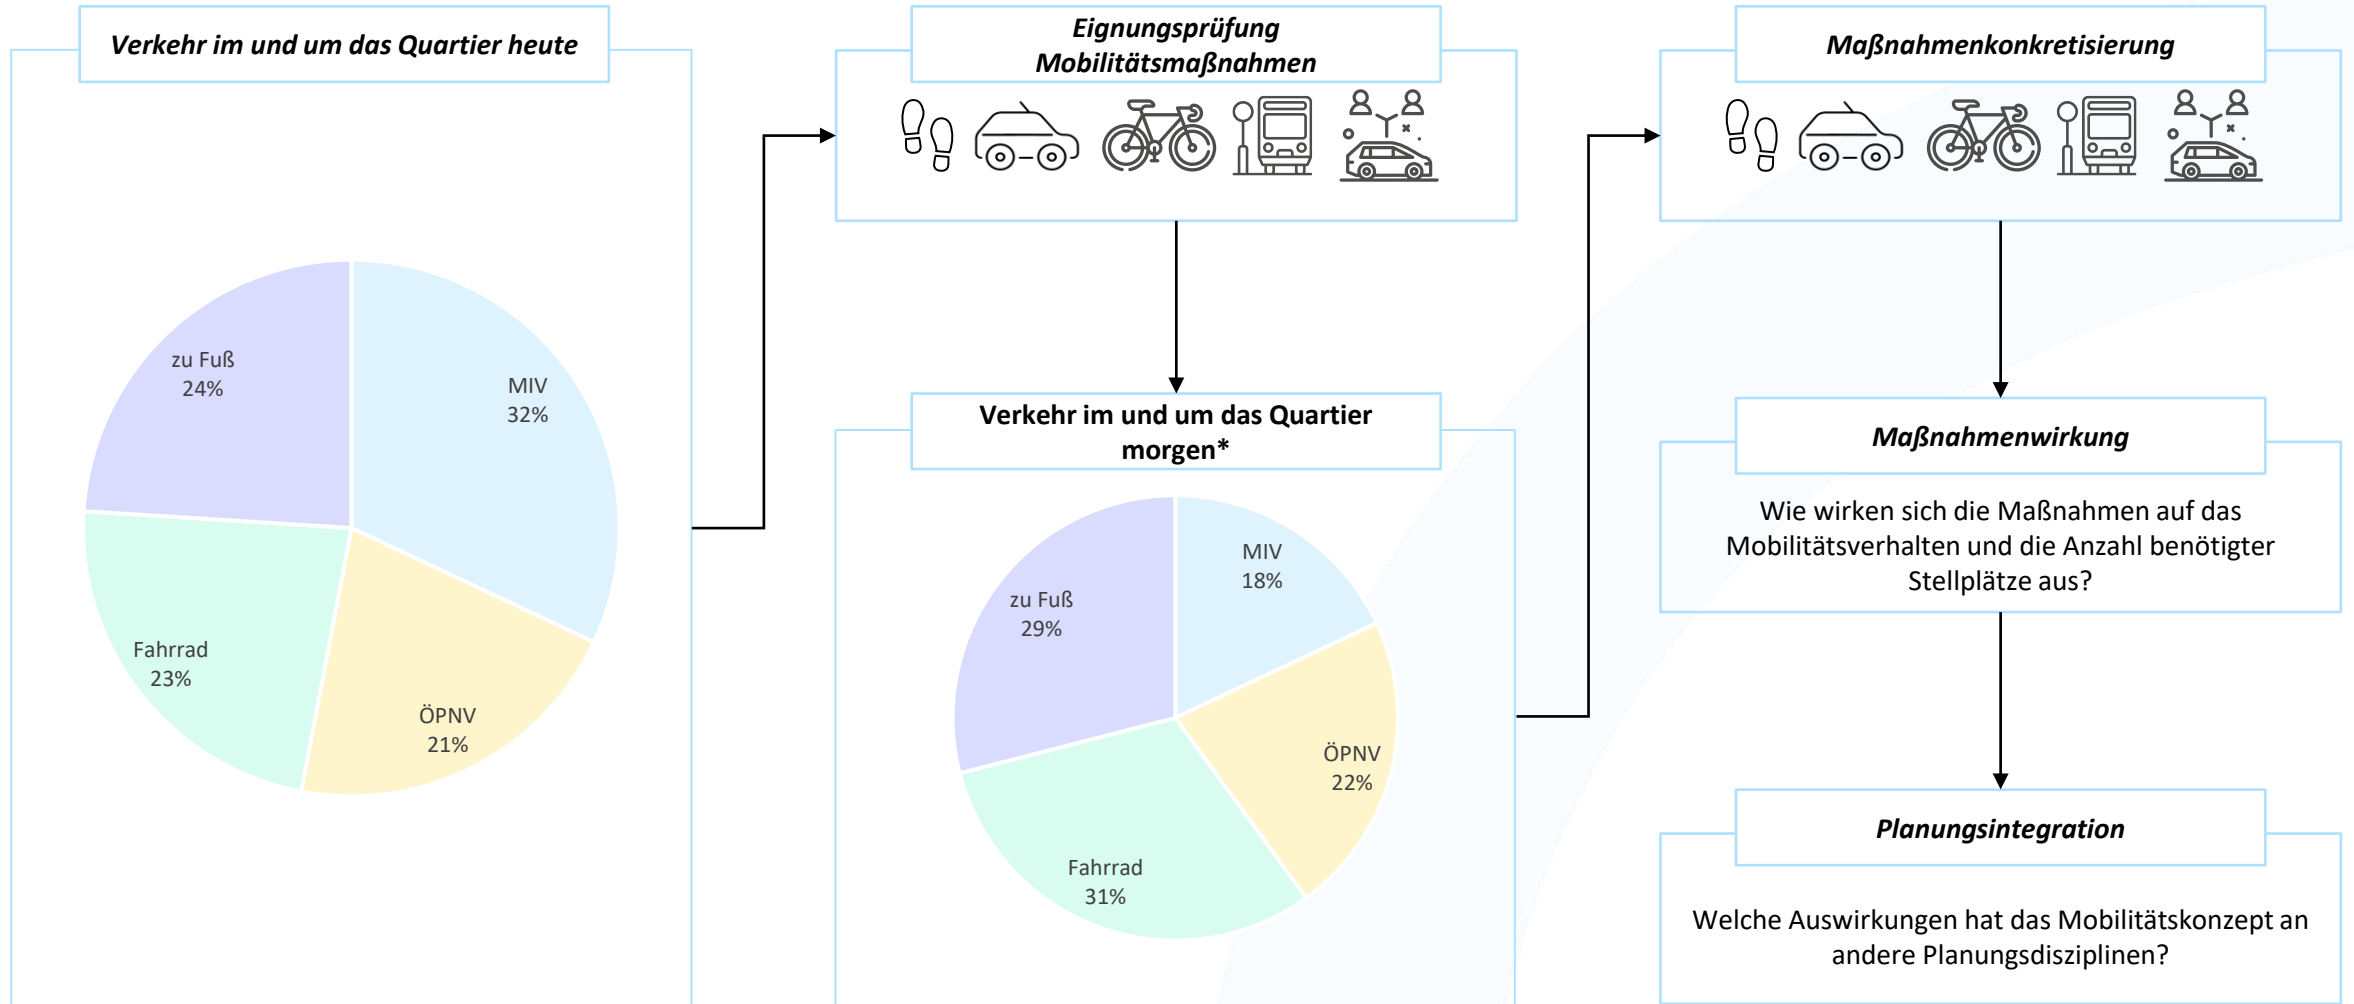 Verkehr im und um das Quartier heute
zu Fuß
24%
MIV
32%
Fahrrad
23%
ÖPNV
21%
Eignungsprüfung
Mobilitätsmaßnahmen
Verkehr im und um das Quartier
morgen*
MIV
18%
zu Fuß
29%
ÖPNV
22%
Fahrrad
31%
Maßnahmenkonkretisierung
Maßnahmenwirkung
Wie wirken sich die Maßnahmen auf das
Mobilitätsverhalten und die Anzahl benötigter
Stellplätze aus?
Planungsintegration
Welche Auswirkungen hat das Mobilitätskonzept an
andere Planungsdisziplinen?